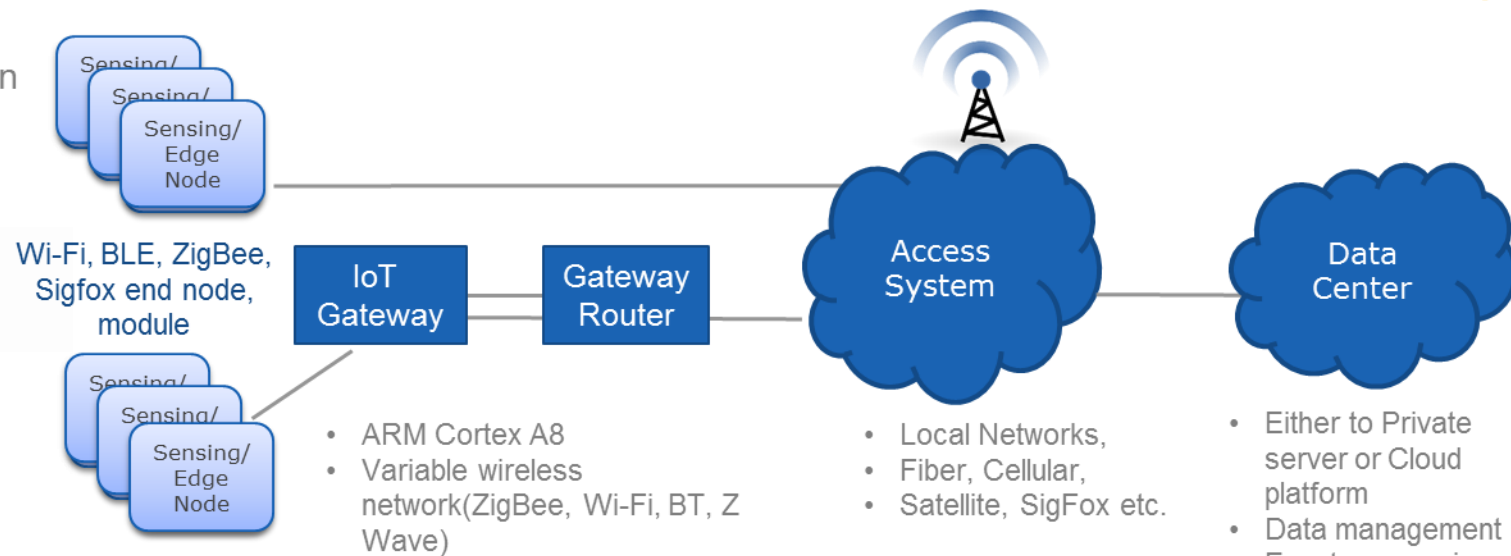 n
Sensing/
Sensing/
Sensing/
Edge
Node
Wi-Fi, BLE, ZigBee,
Sigfox end node,
module
IoT
Gateway
Gateway
Router
Access
System
Data
Center
Sensing/
Sensing/
Sensing/
Edge
Node
• ARM Cortex A8
• Variable wireless
network(ZigBee, Wi-Fi, BT, Z
Wave)
• Local Networks,
• Fiber, Cellular,
• Satellite, SigFox etc.
• Either to Private
server or Cloud
platform
• Data management